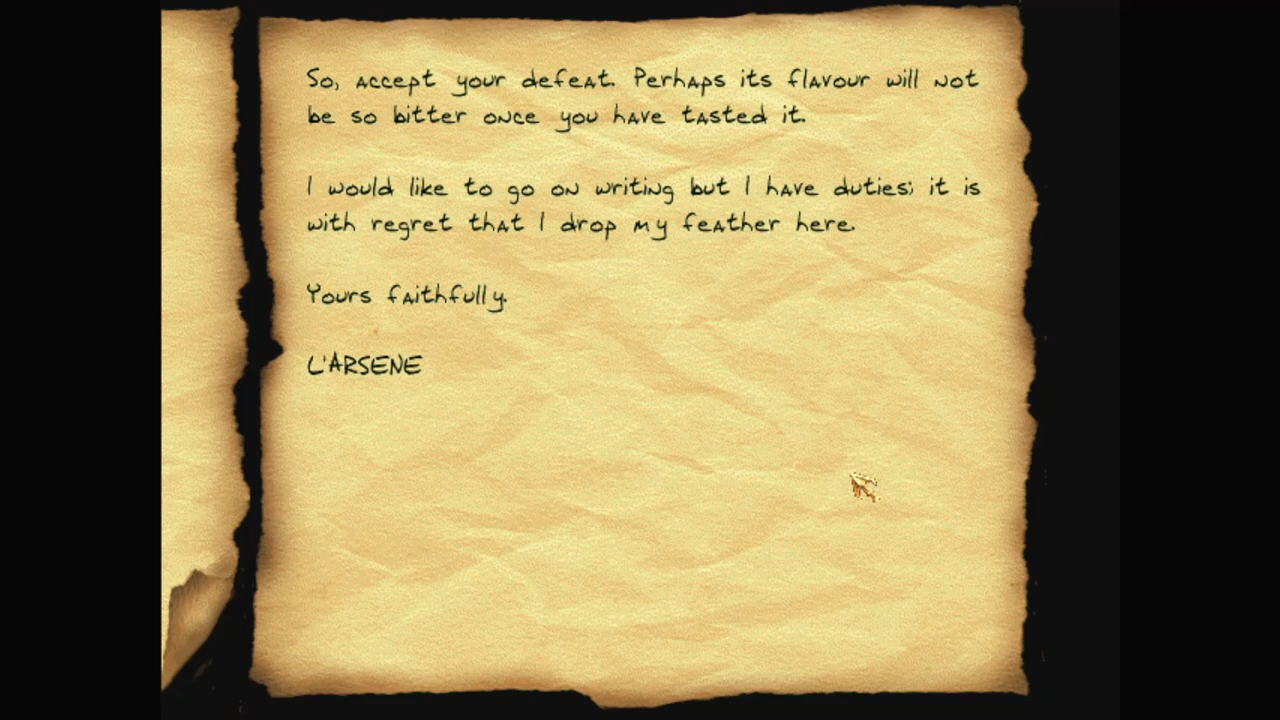 So, accept your defeat. Perhaps its flavour will not
be so bitter once you have tasted it.
I would like to go on writing but I have duties; it is
with regret that I drop my feather here.
Yours faithfully.
L'ARSENE